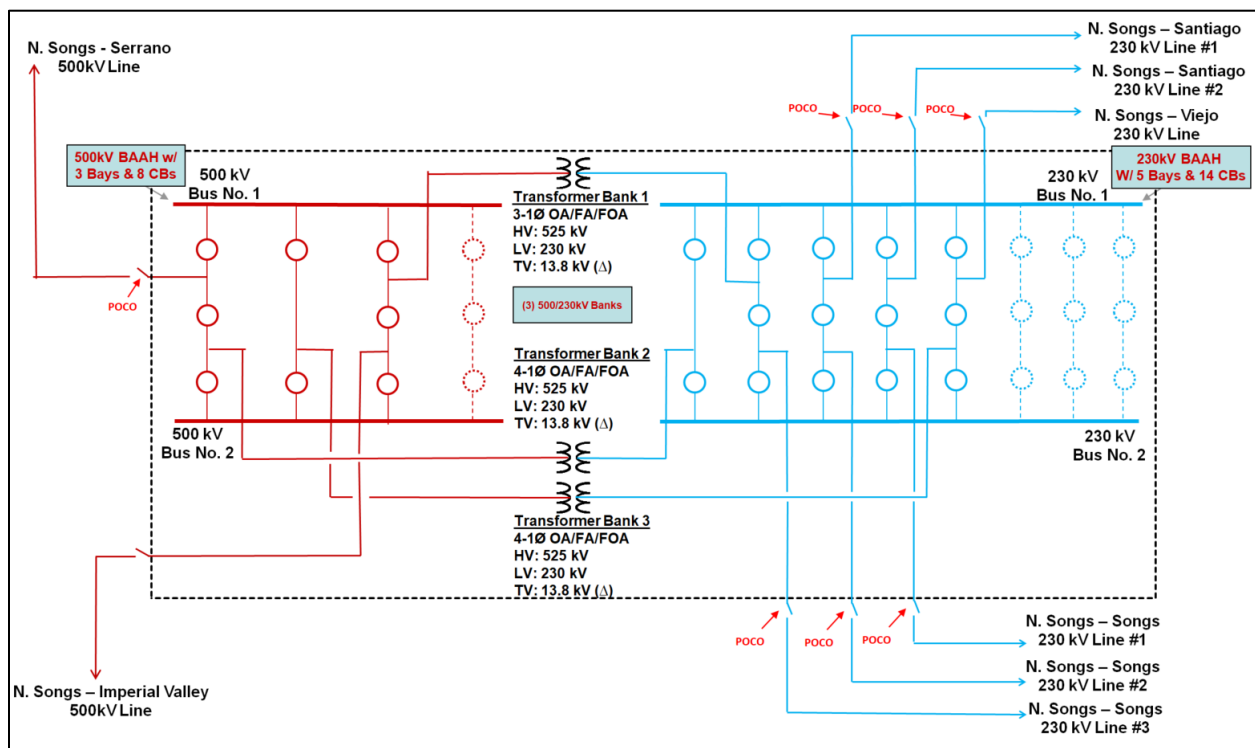 N. Songs - Serrano
500kV Line
N. Songs – Santiago
230 kV Line #1
N. Songs – Santiago
230 kV Line #2
N. Songs – Viejo
230 kV Line
POCO
POCO
POCO
500kV BAAH w/
3 Bays & 8 CBs
500 kV
Bus No. 1
230 kV
Bus No. 1
230kV BAAH
W/ 5 Bays & 14 CBs
Transformer Bank 1
3-1Ø OA/FA/FOA
HV: 525 kV
LV: 230 kV
TV: 13.8 kV (∆)
POCO
(3) 500/230kV Banks
Transformer Bank 2
4-1Ø OA/FA/FOA
HV: 525 kV
LV: 230 kV
TV: 13.8 kV (∆)
500 kV
Bus No. 2
230 kV
Bus No. 2
Transformer Bank 3
4-1Ø OA/FA/FOA
HV: 525 kV
LV: 230 kV
TV: 13.8 kV (∆)
POCO
POCO
POCO
N. Songs – Songs
230 kV Line #1
N. Songs – Songs
230 kV Line #2
N. Songs – Songs
230 kV Line #3
N. Songs – Imperial Valley
500kV Line